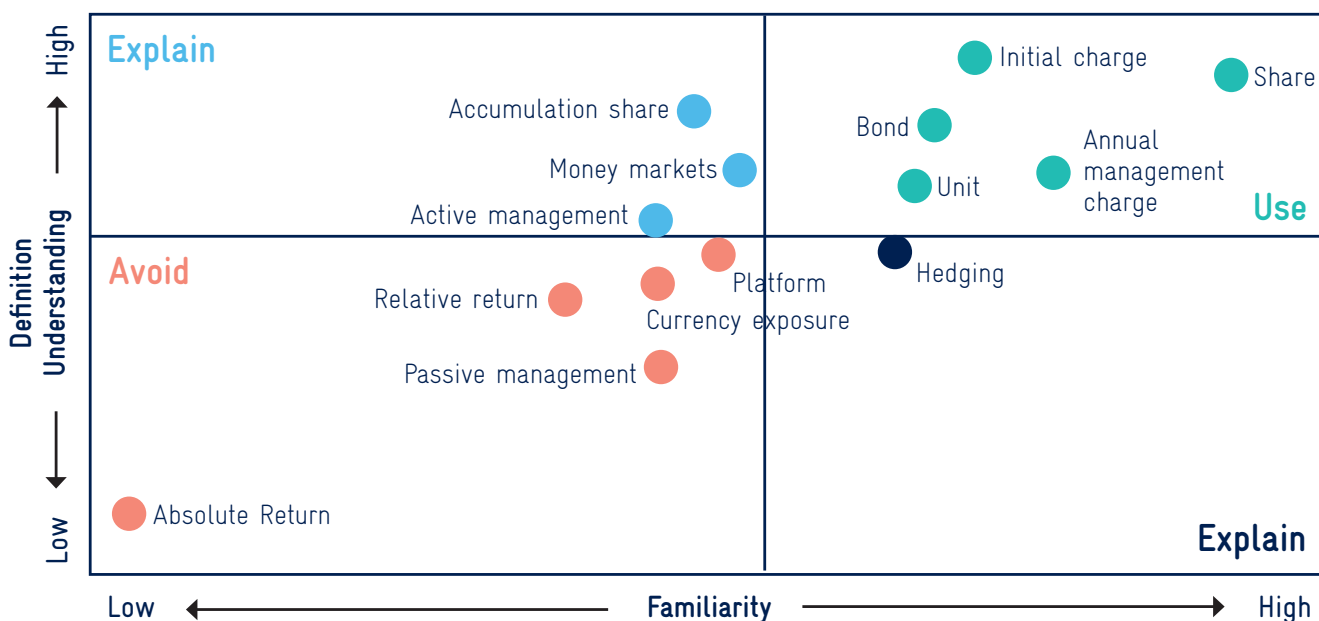 High
Explain
Initial charge
Share
Accumulation share
Bond
Annual
management
charge
Money markets
Unit
Active management
Use
Definition
Understanding
Avoid
Hedging
Platform
Relative return
Currency exposure
Passive management
Absolute Return
Low
Explain
Low
Familiarity
High